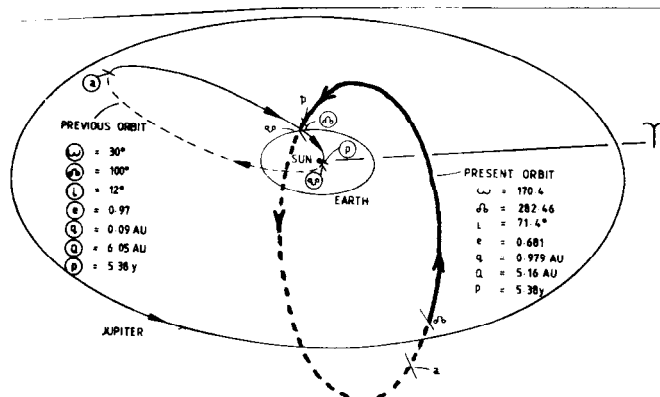 a
PREVIOUS ORBIT
ω = 30°
☊ = 100°
i = 12°
e = 0.97
q = 0.09 AU
Q = 6.05 AU
P = 5.38 y
P
☊
SUN
P
EARTH
♈
PRESENT ORBIT
ω = 170.4
☊ = 282.46
i = 71.4°
e = 0.681
q = 0.979 AU
Q = 5.16 AU
P = 5.38y
JUPITER
☊
a